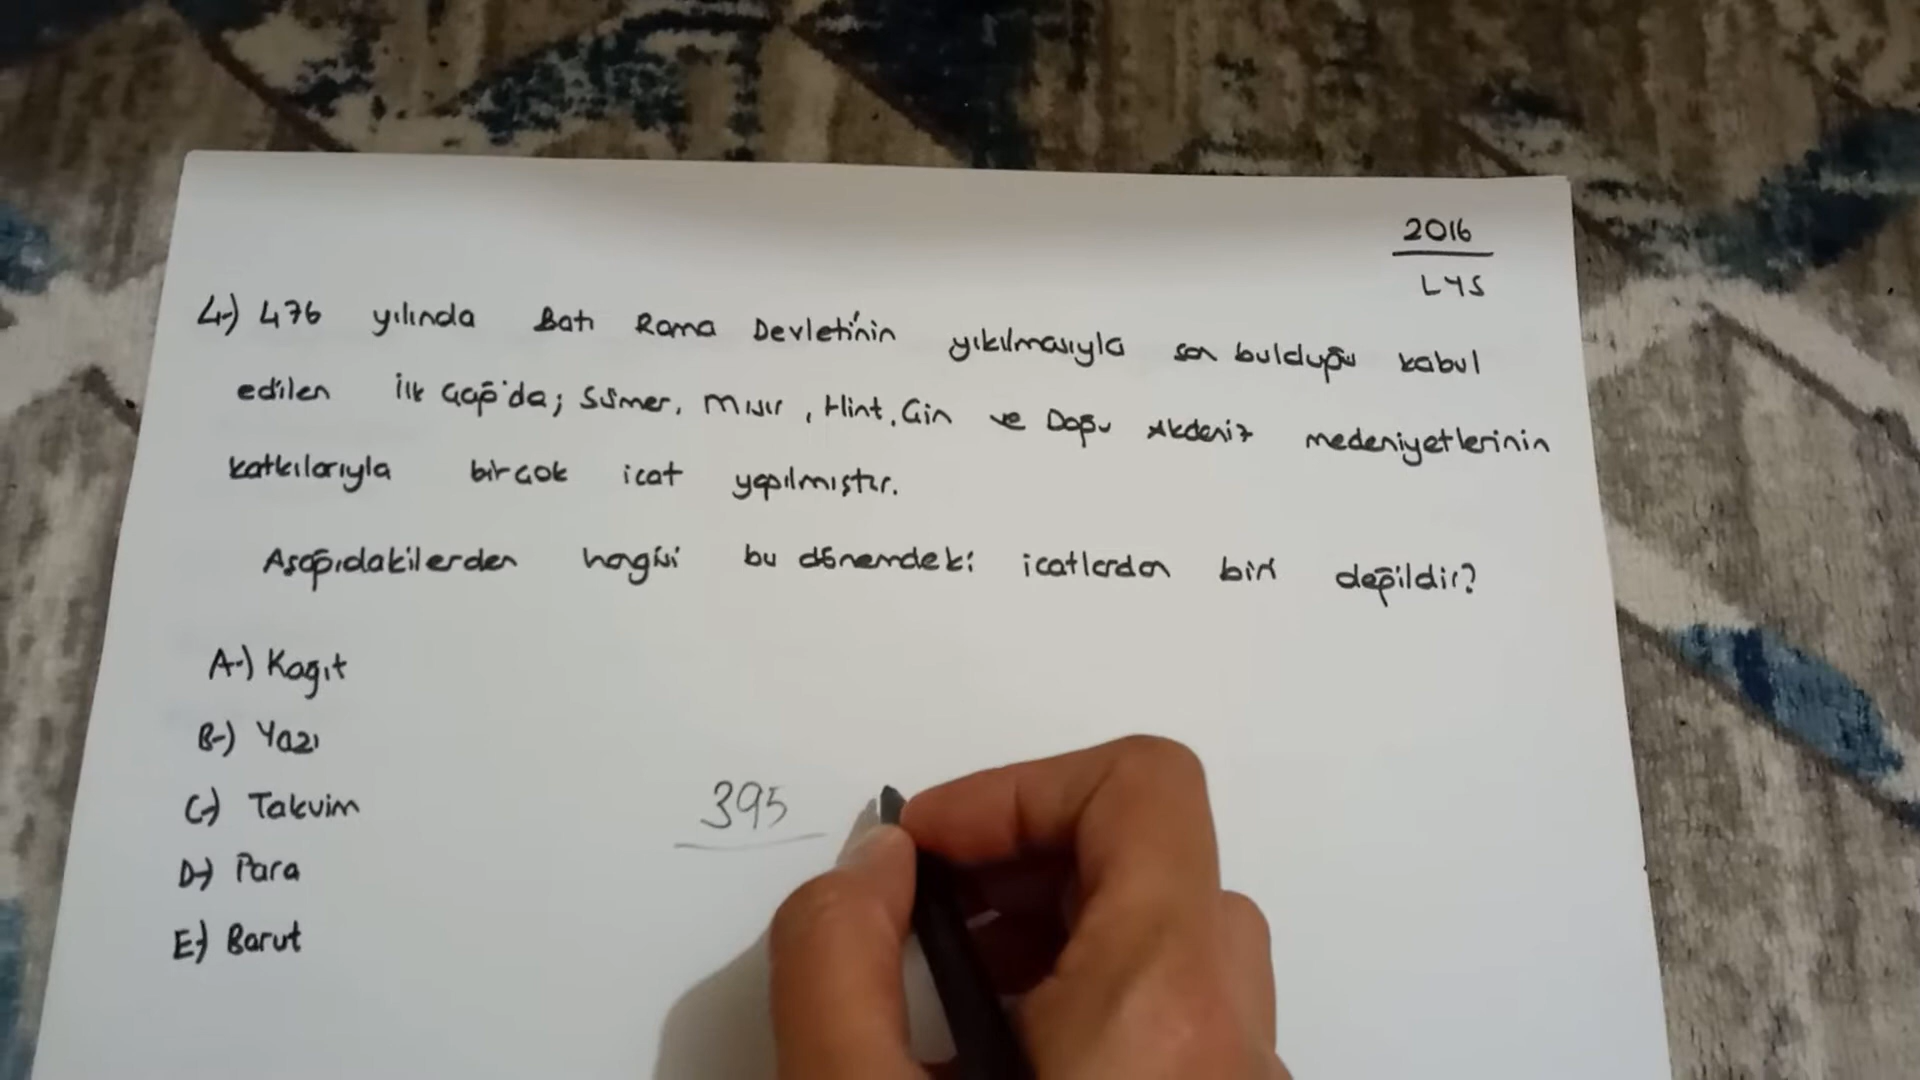 2016
LYS
4-) 476 yılında Batı Roma Devleti'nin yıkılmasıyla son bulduğu kabul
edilen İlk Çağ'da; Sümer, Mısır, Hint, Çin ve Doğu Akdeniz medeniyetlerinin
katkılarıyla birçok icat yapılmıştır.
Aşağıdakilerden hangisi bu dönemdeki icatlardan biri değildir?
A-) Kağıt
B-) Yazı
C-) Takvim
D-) Para
E-) Barut
395